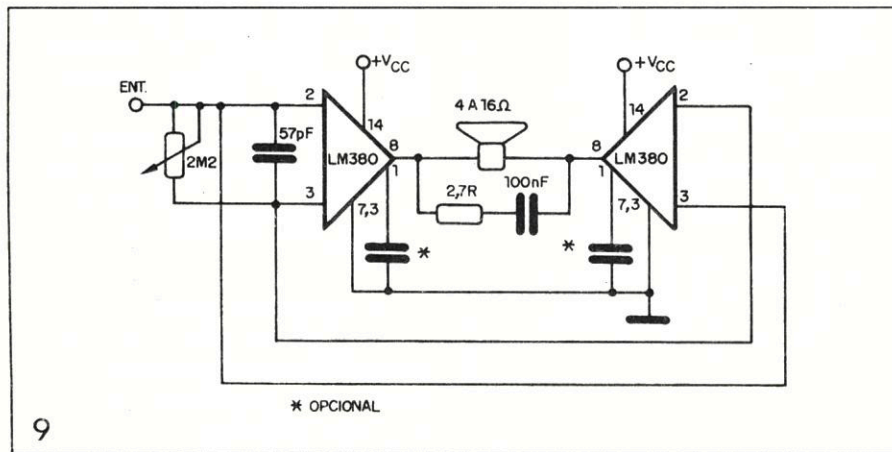 +VCC
+VCC
ENT.
4 A 16Ω
2
14
14
2
57pF
8
8
2M2
LM380
1
1
LM380
2,7R
100nF
3
7,3
7,3
3
*
*
* OPCIONAL
9